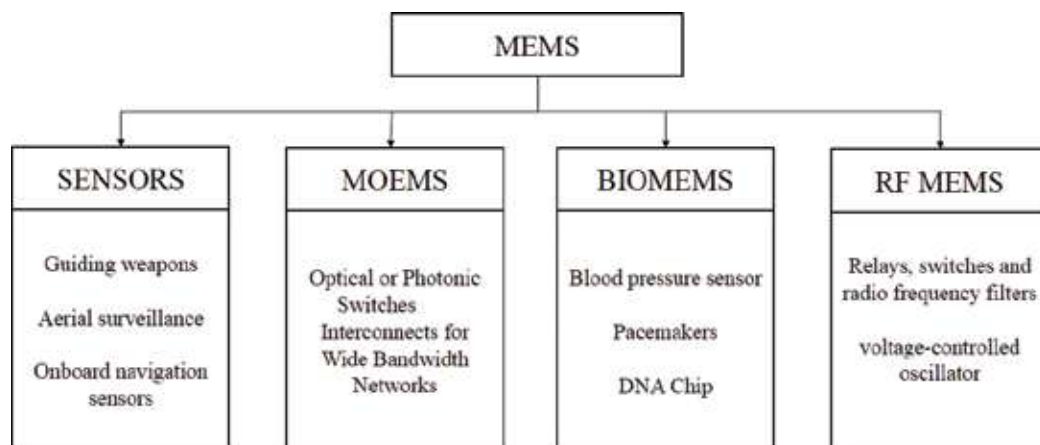 MEMS
SENSORS
Guiding weapons
Aerial surveillance
Onboard navigation
sensors
MOEMS
Optical or Photonic
Switches
Interconnects for
Wide Bandwidth
Networks
BIOMEMS
Blood pressure sensor
Pacemakers
DNA Chip
RF MEMS
Relays, switches and
radio frequency filters
voltage-controlled
oscillator